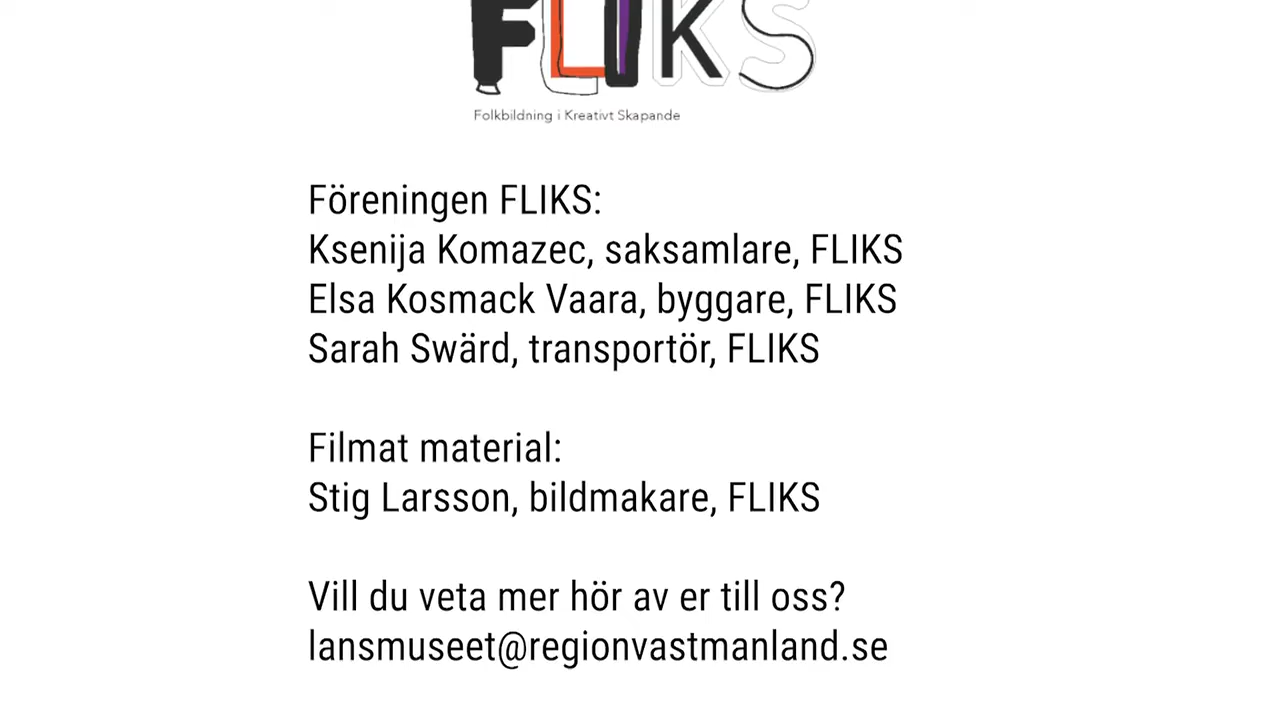 FLIKS
Folkbildning i Kreativt Skapande
Föreningen FLIKS:
Ksenija Komazec, saksamlare, FLIKS
Elsa Kosmack Vaara, byggare, FLIKS
Sarah Swärd, transportör, FLIKS
Filmat material:
Stig Larsson, bildmakare, FLIKS
Vill du veta mer hör av er till oss?
lansmuseet@regionvastmanland.se